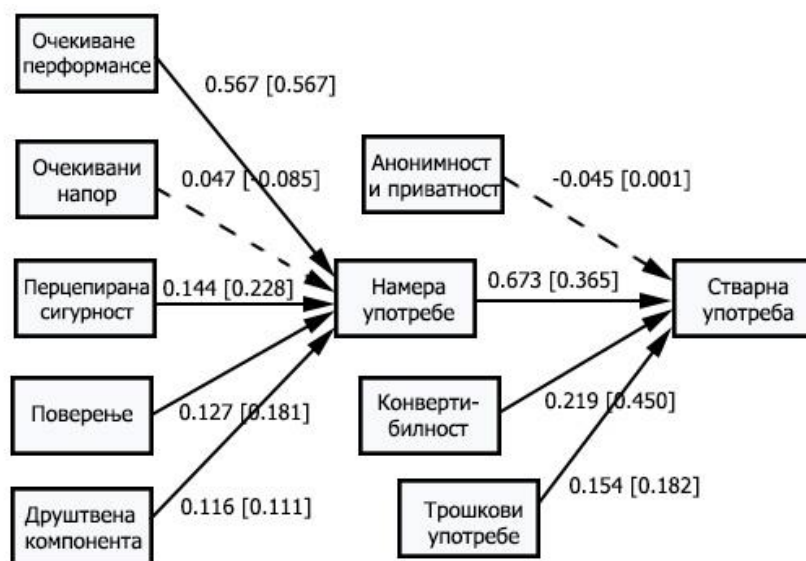 Очекиване
перформансе
0.567 [0.567]
Очекивани
напор
0.047 [-0.085]
Анонимност
и приватност
-0.045 [0.001]
Перцепирана
сигурност
0.144 [0.228]
Намера
употребе
0.673 [0.365]
Стварна
употреба
Поверење
0.127 [0.181]
Конверти-
билност
0.219 [0.450]
Друштвена
компонента
0.116 [0.111]
Трошкови
употребе
0.154 [0.182]